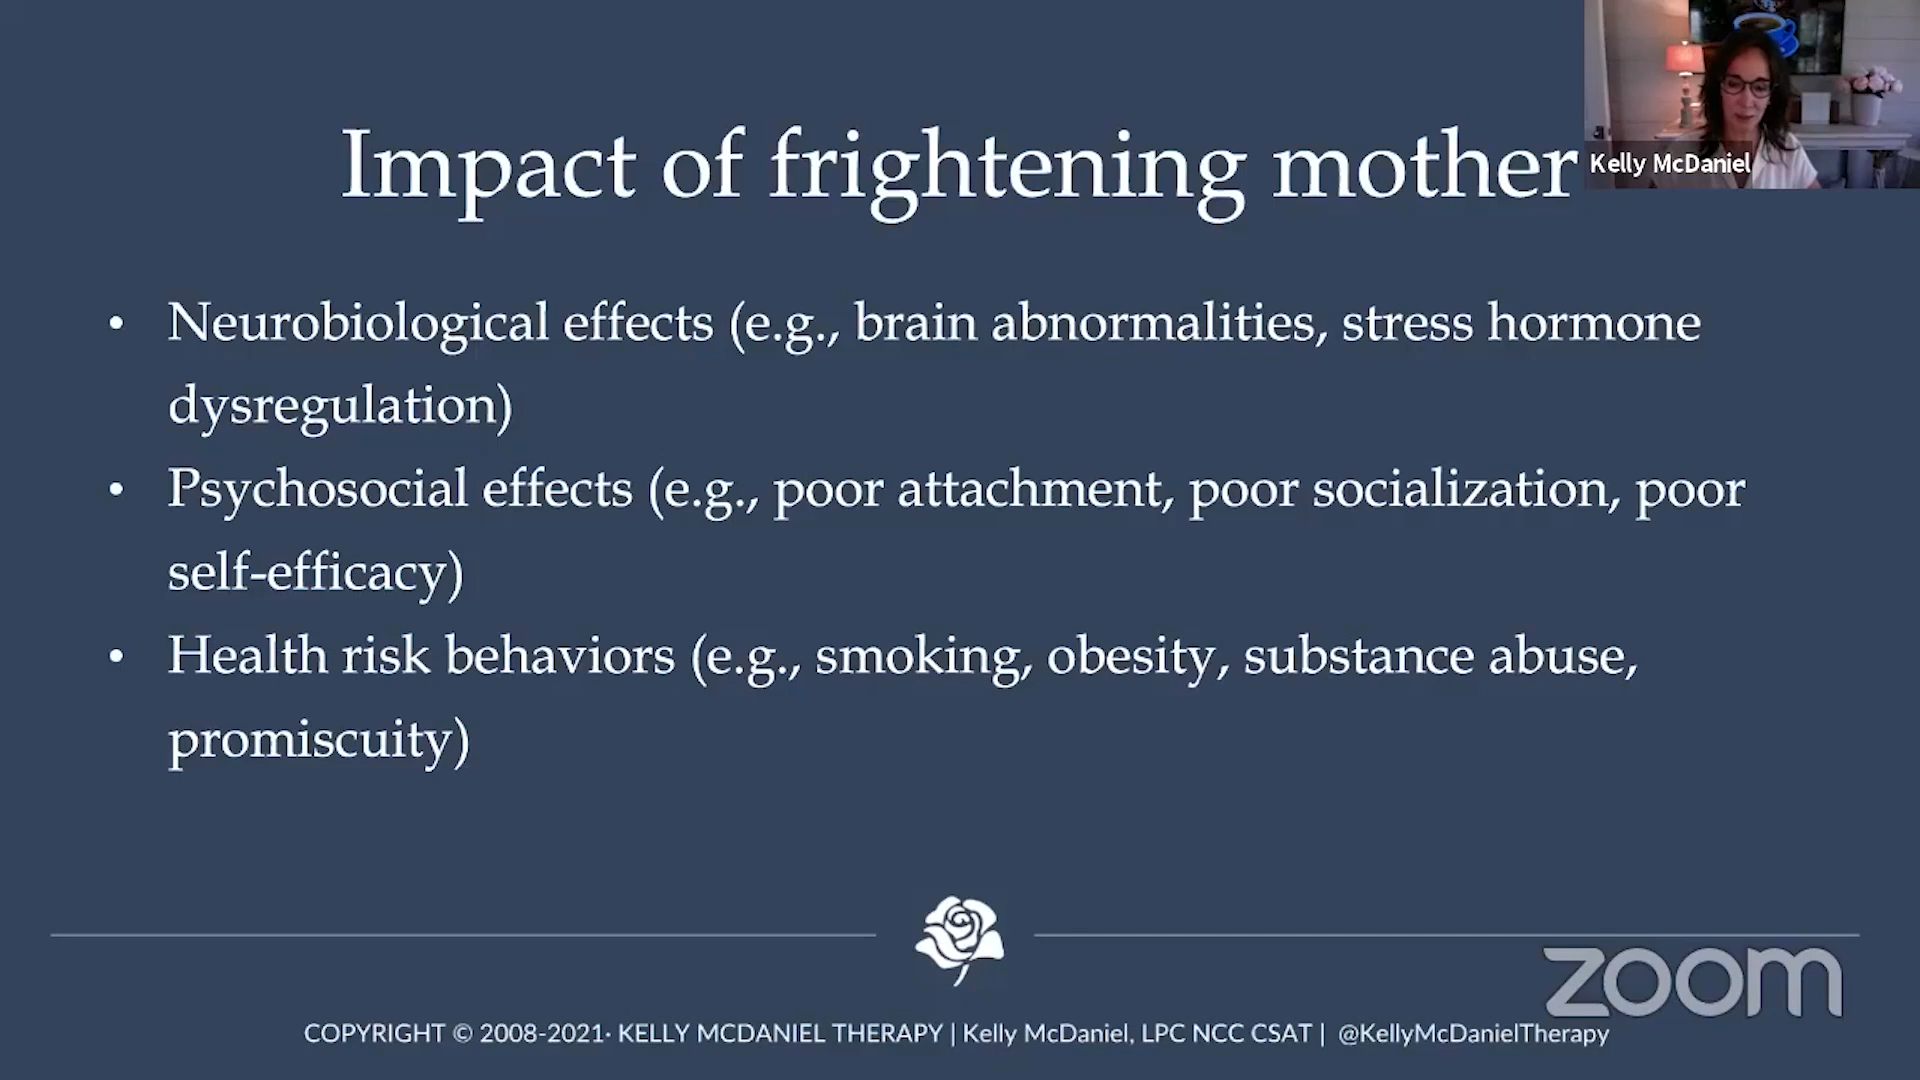 Impact of frightening mother
Kelly McDaniel
• Neurobiological effects (e.g., brain abnormalities, stress hormone
dysregulation)
• Psychosocial effects (e.g., poor attachment, poor socialization, poor
self-efficacy)
• Health risk behaviors (e.g., smoking, obesity, substance abuse,
promiscuity)
zoom
COPYRIGHT © 2008-2021· KELLY MCDANIEL THERAPY | Kelly McDaniel, LPC NCC CSAT | @KellyMcDanielTherapy